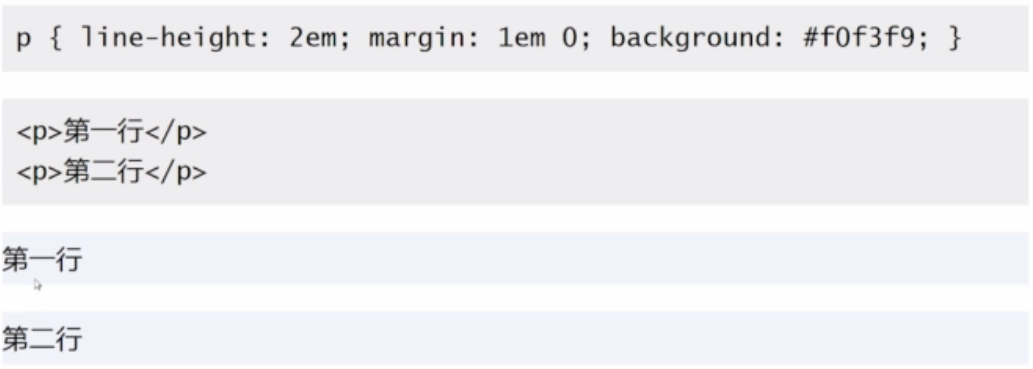 p { line-height: 2em; margin: 1em 0; background: #f0f3f9; }
<p>第一行</p>
<p>第二行</p>
第一行
第二行